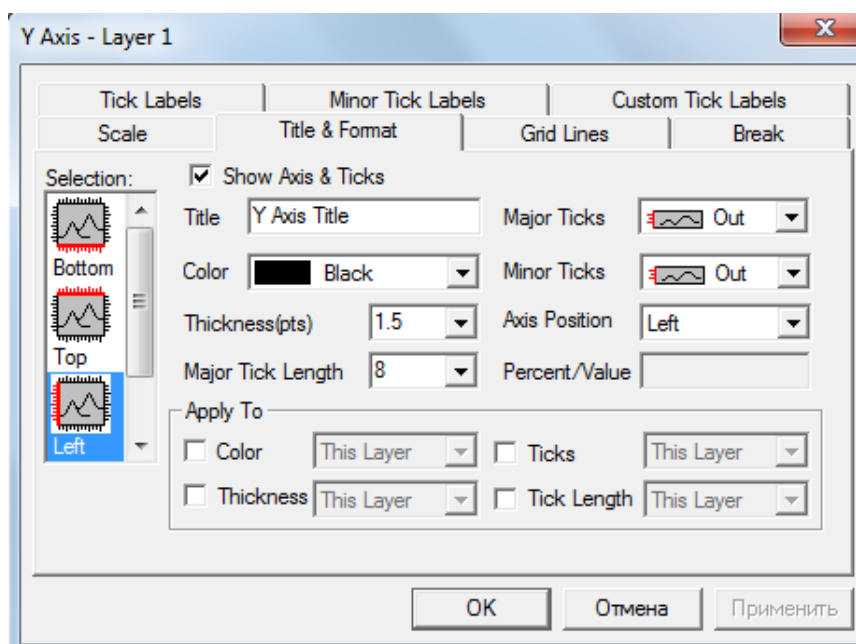 Y Axis - Layer 1
Tick Labels Minor Tick Labels Custom Tick Labels
Scale Title & Format Grid Lines Break
Selection: Show Axis & Ticks
Title Y Axis Title Major Ticks Out
Bottom
Color Black Minor Ticks Out
Thickness(pts) 1.5 Axis Position Left
Top
Major Tick Length 8 Percent/Value
Apply To
Left Color This Layer Ticks This Layer
Thickness This Layer Tick Length This Layer
OK Отмена Применить